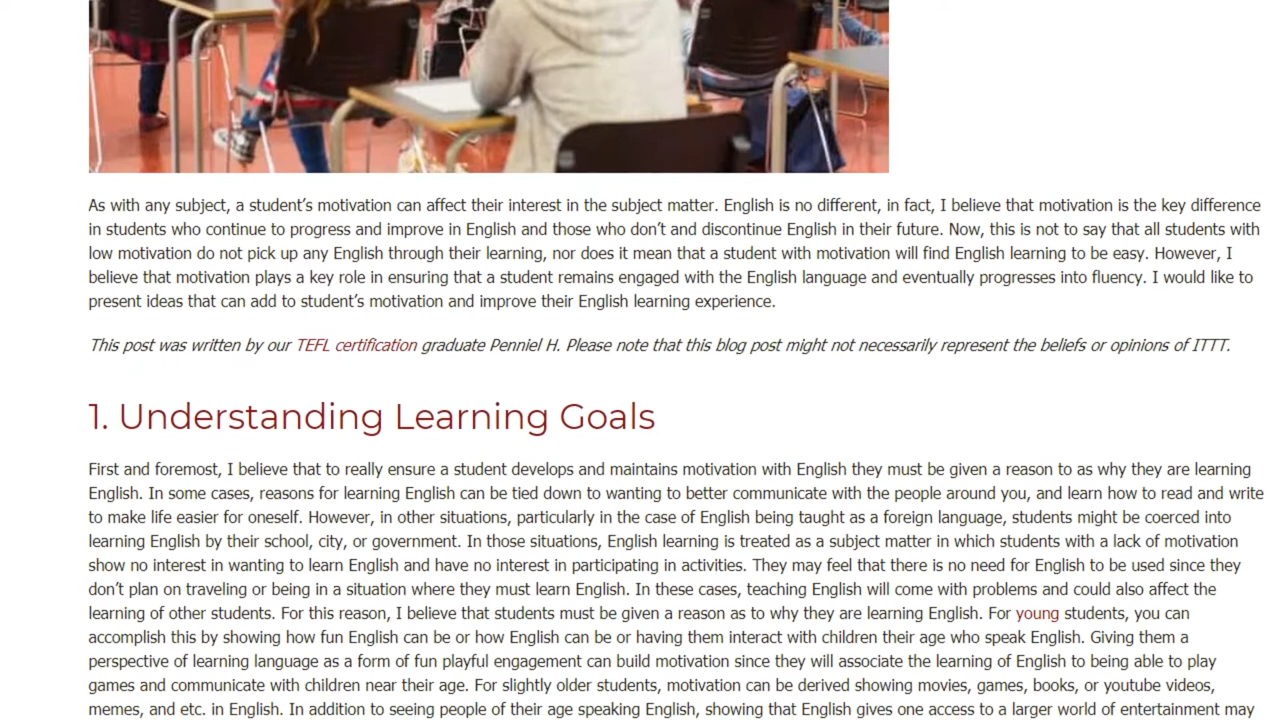 As with any subject, a student’s motivation can affect their interest in the subject matter. English is no different, in fact, I believe that motivation is the key difference
in students who continue to progress and improve in English and those who don’t and discontinue English in their future. Now, this is not to say that all students with
low motivation do not pick up any English through their learning, nor does it mean that a student with motivation will find English learning to be easy. However, I
believe that motivation plays a key role in ensuring that a student remains engaged with the English language and eventually progresses into fluency. I would like to
present ideas that can add to student’s motivation and improve their English learning experience.
This post was written by our TEFL certification graduate Penniel H. Please note that this blog post might not necessarily represent the beliefs or opinions of ITTT.
1. Understanding Learning Goals
First and foremost, I believe that to really ensure a student develops and maintains motivation with English they must be given a reason to as why they are learning
English. In some cases, reasons for learning English can be tied down to wanting to better communicate with the people around you, and learn how to read and write
to make life easier for oneself. However, in other situations, particularly in the case of English being taught as a foreign language, students might be coerced into
learning English by their school, city, or government. In those situations, English learning is treated as a subject matter in which students with a lack of motivation
show no interest in wanting to learn English and have no interest in participating in activities. They may feel that there is no need for English to be used since they
don’t plan on traveling or being in a situation where they must learn English. In these cases, teaching English will come with problems and could also affect the
learning of other students. For this reason, I believe that students must be given a reason as to why they are learning English. For young students, you can
accomplish this by showing how fun English can be or how English can be or having them interact with children their age who speak English. Giving them a
perspective of learning language as a form of fun playful engagement can build motivation since they will associate the learning of English to being able to play
games and communicate with children near their age. For slightly older students, motivation can be derived showing movies, games, books, or youtube videos,
memes, and etc. in English. In addition to seeing people of their age speaking English, showing that English gives one access to a larger world of entertainment may